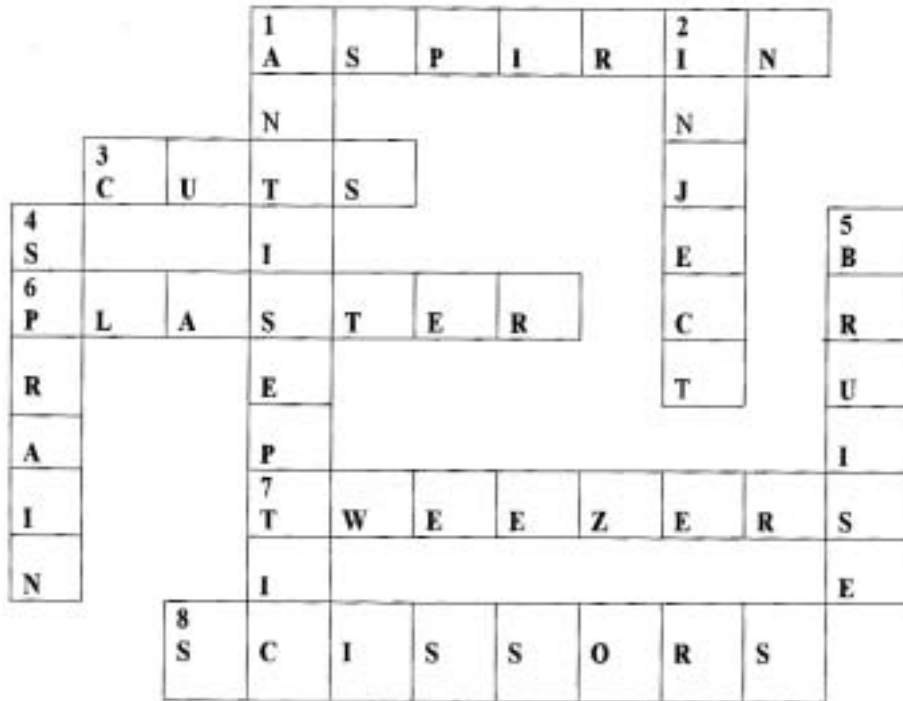 1 2
A S P I R I N
N N
3
C U T S J
4 5
S I E B
6
P L A S T E R C R
R E T U
A P I
7
I T W E E Z E R S
N I E
8
S C I S S O R S